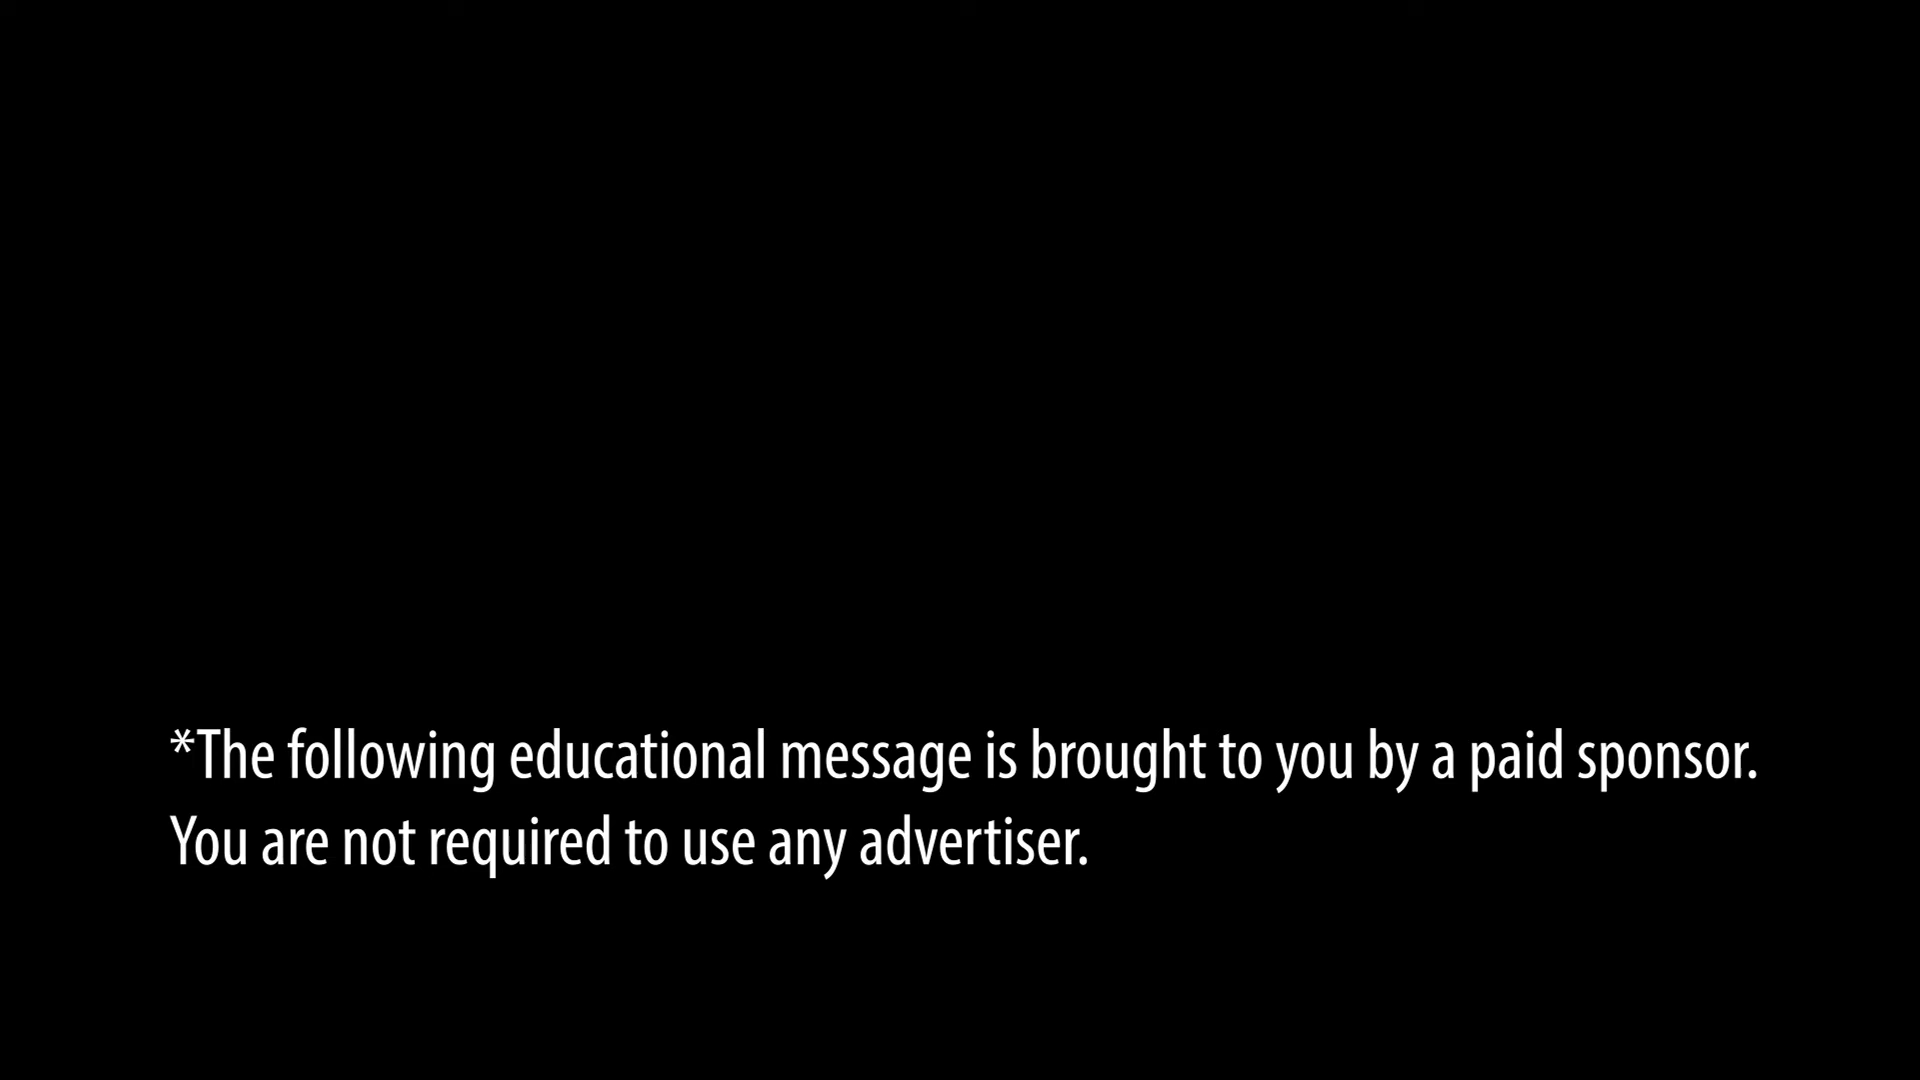 *The following educational message is brought to you by a paid sponsor.
You are not required to use any advertiser.